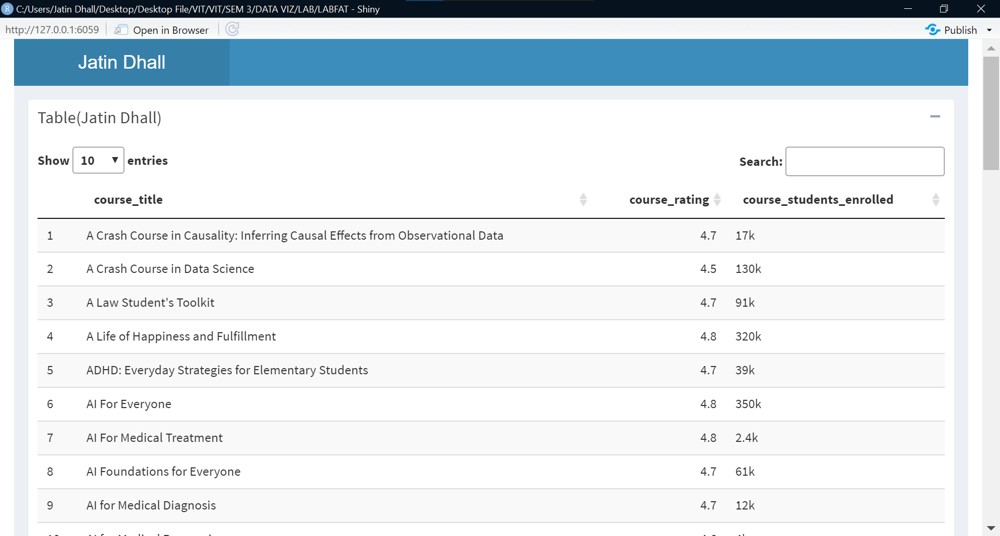 R C:/Users/Jatin Dhall/Desktop/Desktop File/VIT/VIT/SEM 3/DATA VIZ/LAB/LABFAT - Shiny
http://127.0.0.1:6059 Open in Browser Publish
Jatin Dhall
Table(Jatin Dhall)
Show 10 entries Search:
course_title course_rating course_students_enrolled
1 A Crash Course in Causality: Inferring Causal Effects from Observational Data 4.7 17k
2 A Crash Course in Data Science 4.5 130k
3 A Law Student's Toolkit 4.7 91k
4 A Life of Happiness and Fulfillment 4.8 320k
5 ADHD: Everyday Strategies for Elementary Students 4.7 39k
6 AI For Everyone 4.8 350k
7 AI For Medical Treatment 4.8 2.4k
8 AI Foundations for Everyone 4.7 61k
9 AI for Medical Diagnosis 4.7 12k